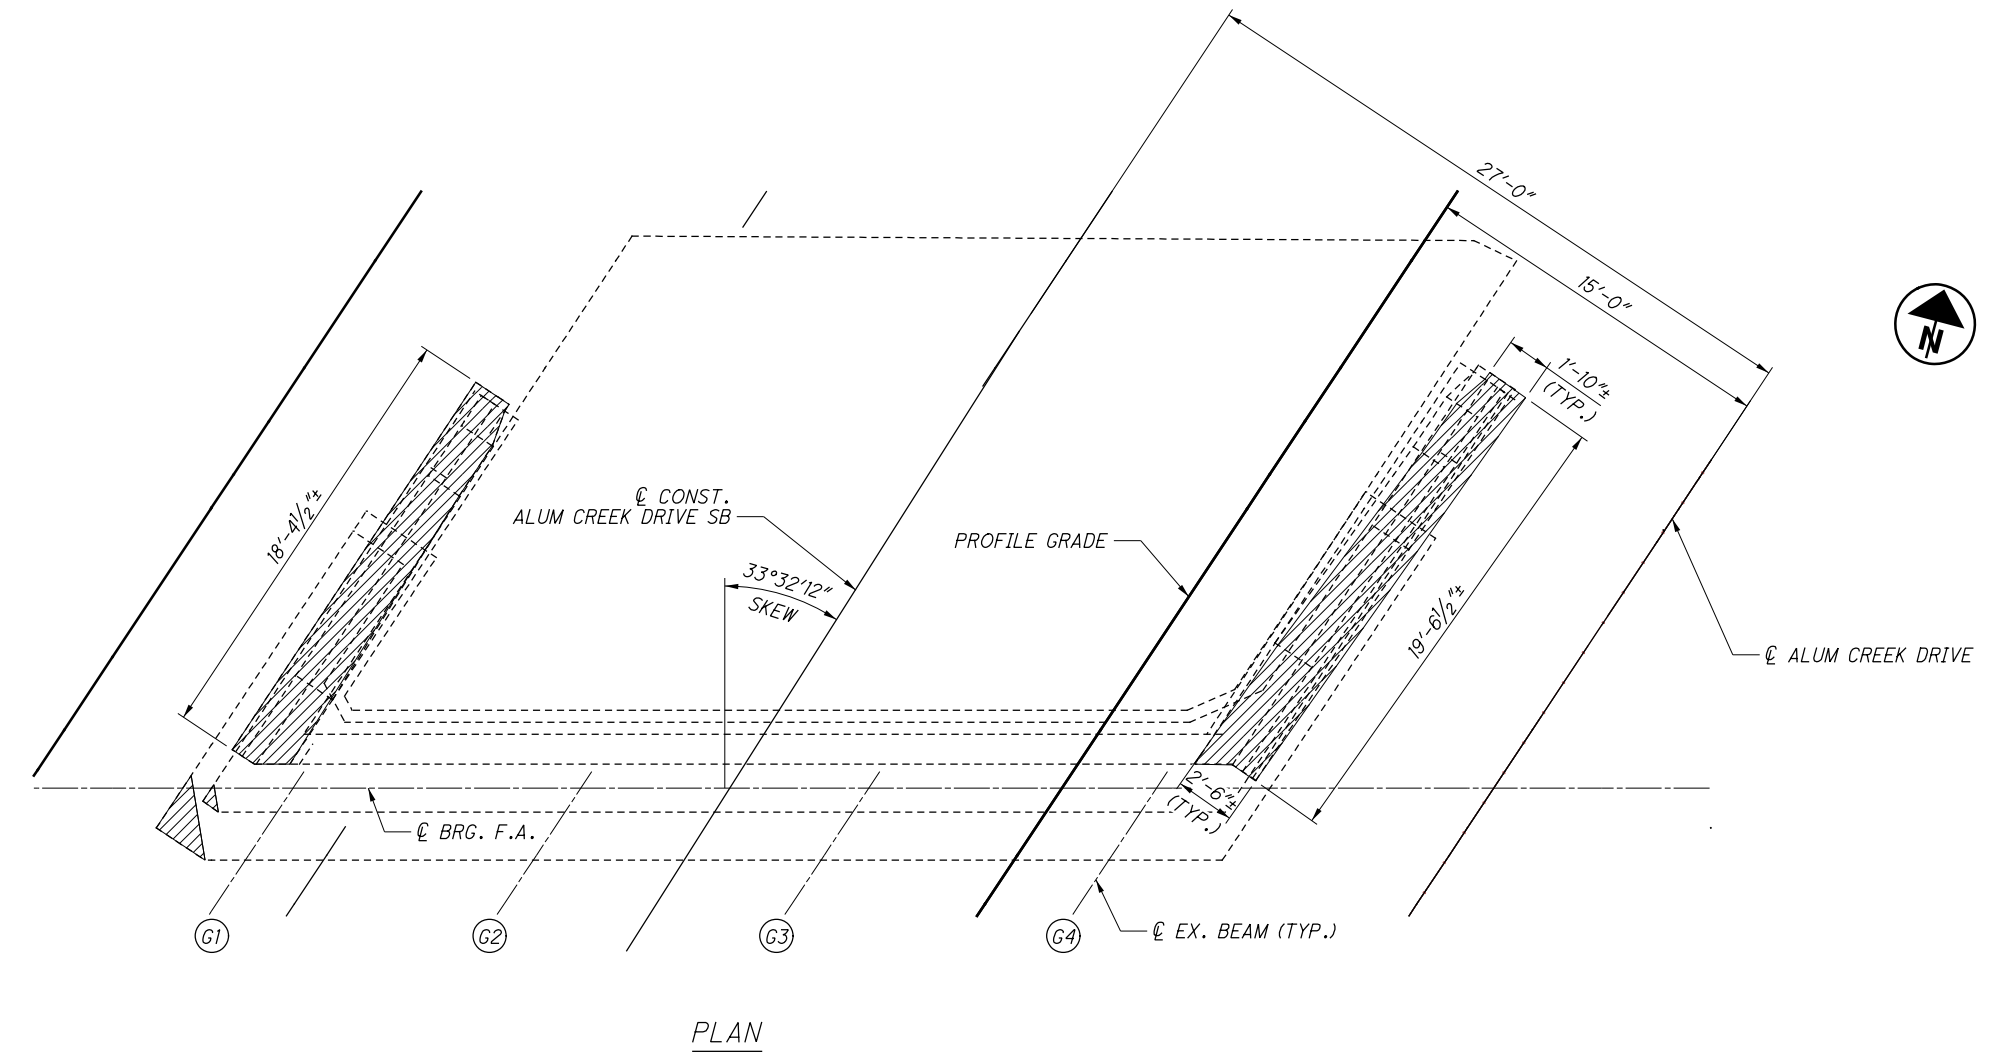 27'-0"
15'-0"
1'-10"±
(TYP.)
N
18'-4½"±
℄ CONST.
ALUM CREEK DRIVE SB
PROFILE GRADE
33°32'12"
SKEW
19'-6½"±
℄ ALUM CREEK DRIVE
2'-6"±
(TYP.)
℄ BRG. F.A.
G1
G2
G3
G4
℄ EX. BEAM (TYP.)
PLAN